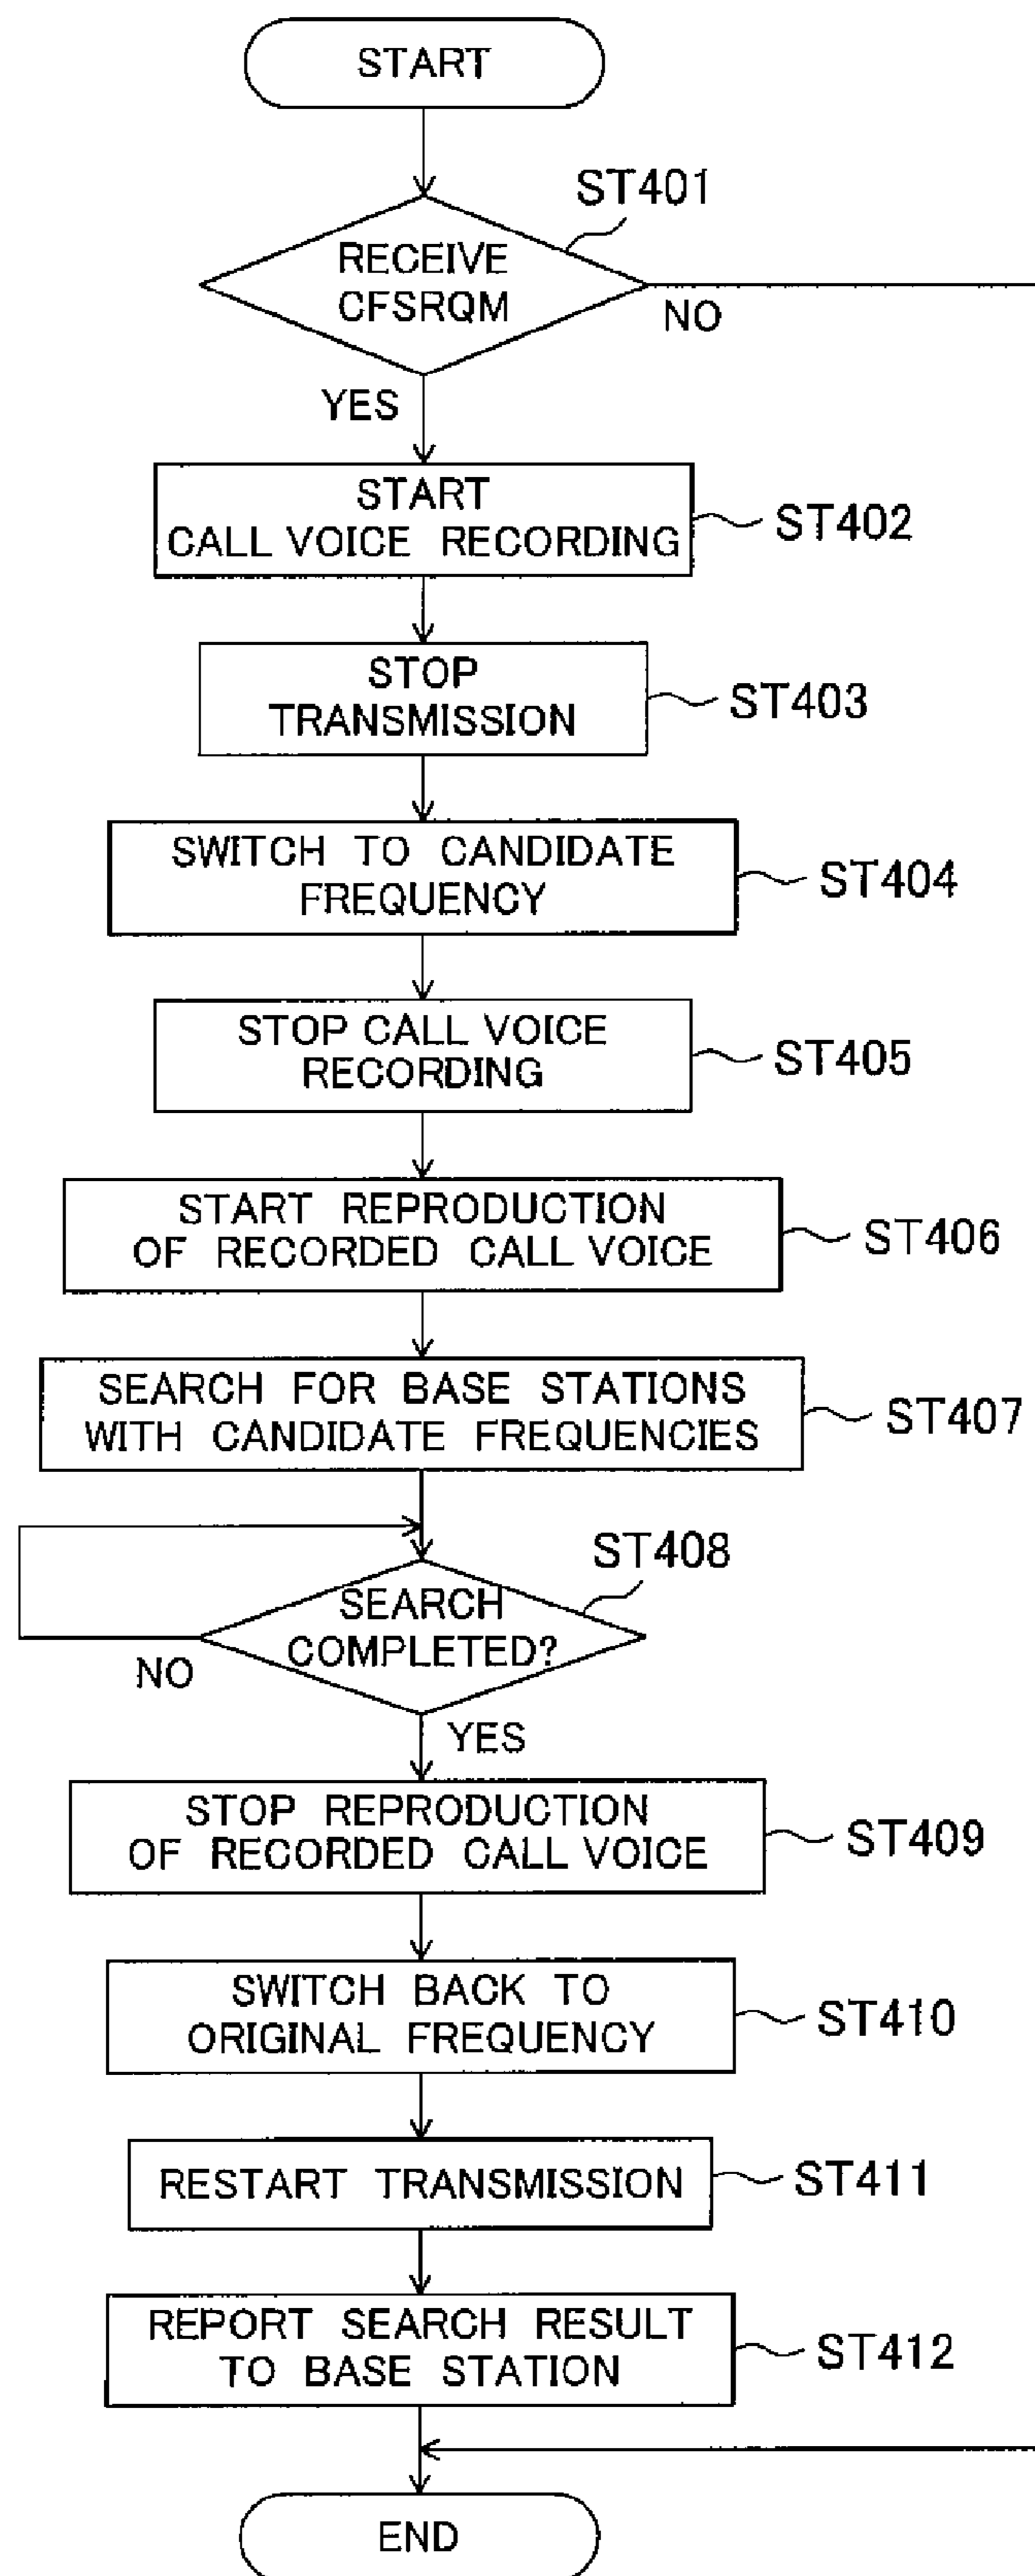 START
ST401
RECEIVE
CFSRQM
NO
YES
START
CALL VOICE RECORDING
ST402
STOP
TRANSMISSION
ST403
SWITCH TO CANDIDATE
FREQUENCY
ST404
STOP CALL VOICE
RECORDING
ST405
START REPRODUCTION
OF RECORDED CALL VOICE
ST406
SEARCH FOR BASE STATIONS
WITH CANDIDATE FREQUENCIES
ST407
ST408
SEARCH
COMPLETED?
NO
YES
STOP REPRODUCTION
OF RECORDED CALL VOICE
ST409
SWITCH BACK TO
ORIGINAL FREQUENCY
ST410
RESTART TRANSMISSION
ST411
REPORT SEARCH RESULT
TO BASE STATION
ST412
END